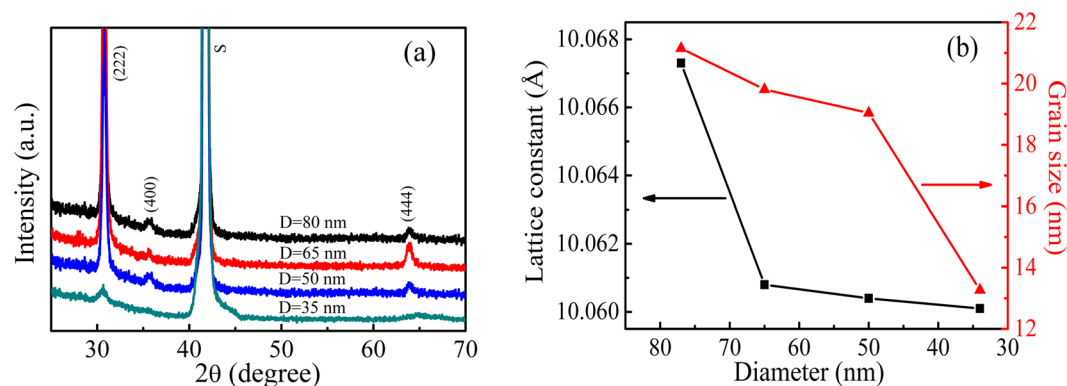 (a)
(222)
S
(400)
(444)
D=80 nm
D=65 nm
D=50 nm
D=35 nm
Intensity (a.u.)
30 40 50 60 70
2θ (degree)
(b)
10.068
10.066
10.064
10.062
10.060
Lattice constant (Å)
22
20
18
16
14
12
Grain size (nm)
80 70 60 50 40 30
Diameter (nm)